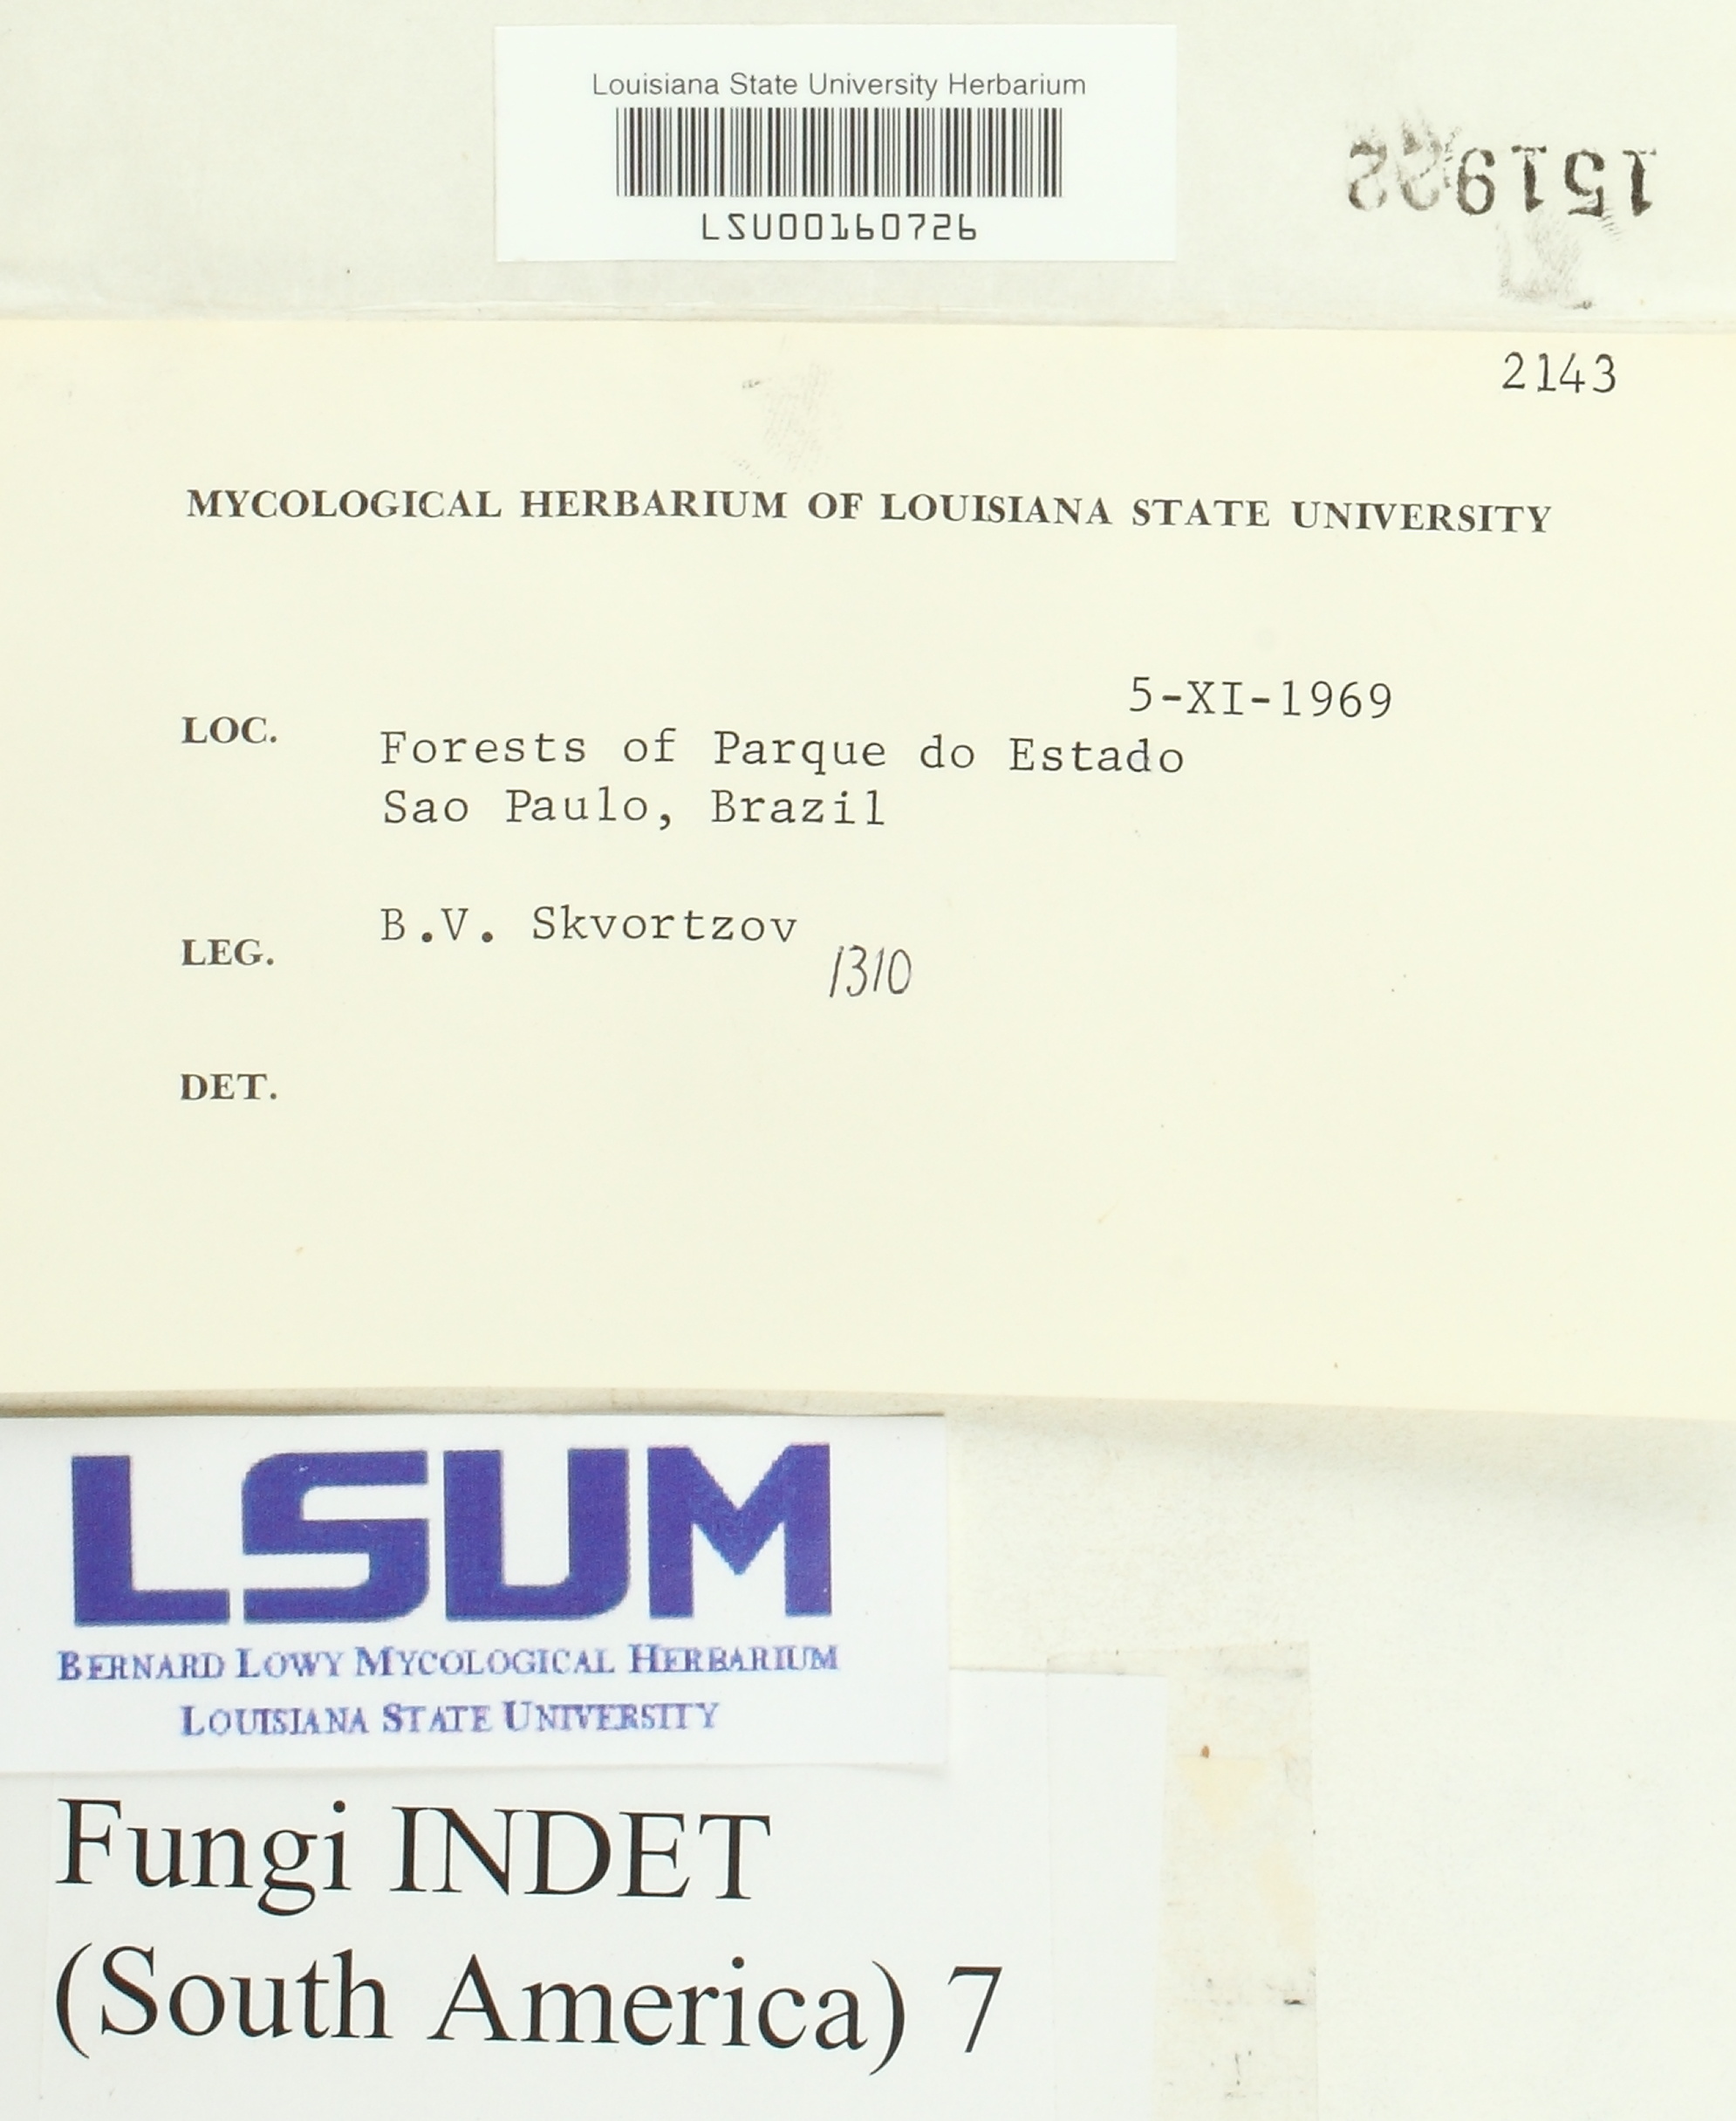 Louisiana State University Herbarium
LSU00160726
2143
MYCOLOGICAL HERBARIUM OF LOUISIANA STATE UNIVERSITY
5-XI-1969
LOC. Forests of Parque do Estado
Sao Paulo, Brazil
LEG. B.V. Skvortzov
1310
DET.
LSUM
BERNARD LOWY MYCOLOGICAL HERBARIUM
LOUISIANA STATE UNIVERSITY
Fungi INDET
(South America) 7